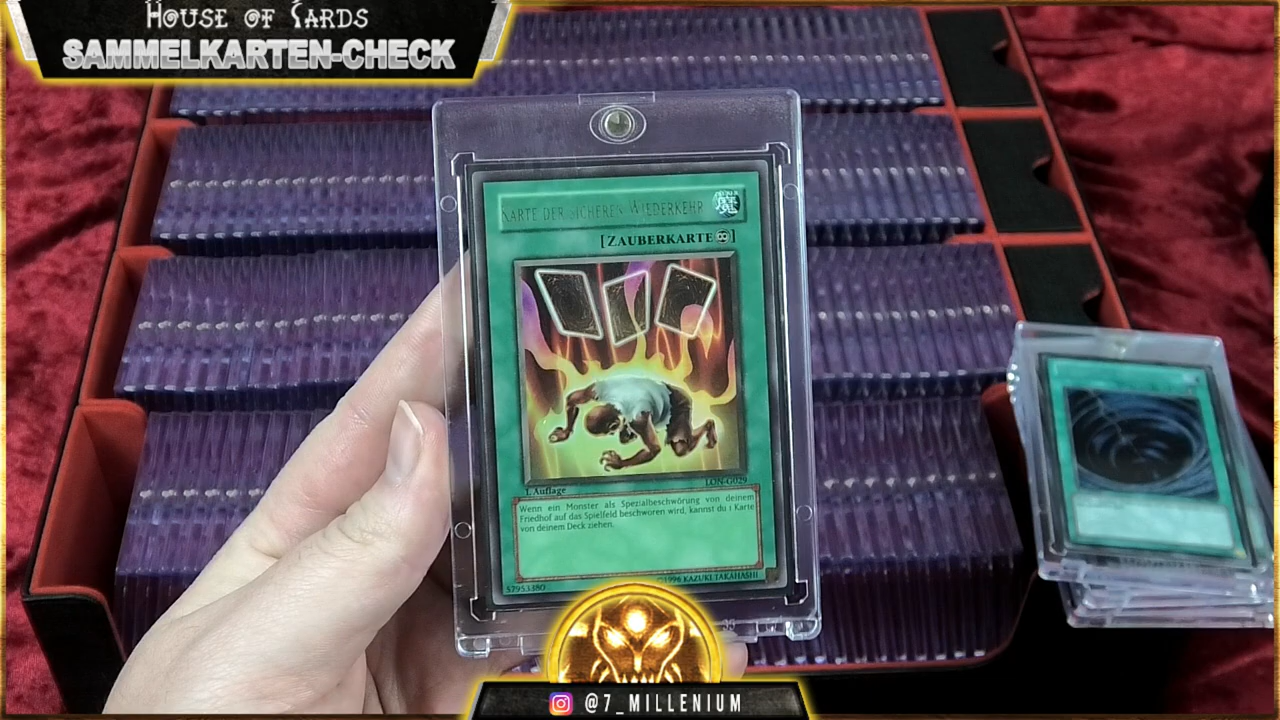 HOUSE OF CARDS
SAMMELKARTEN-CHECK
KARTE DER SICHEREN WIEDERKEHR
魔
[ZAUBERKARTE]
1. Auflage
LON-G029
Wenn ein Monster als Spezialbeschwörung von deinem
Friedhof auf das Spielfeld beschworen wird, kannst du 1 Karte
von deinem Deck ziehen.
57953380
©1996 KAZUKI TAKAHASHI
@7_MILLENIUM